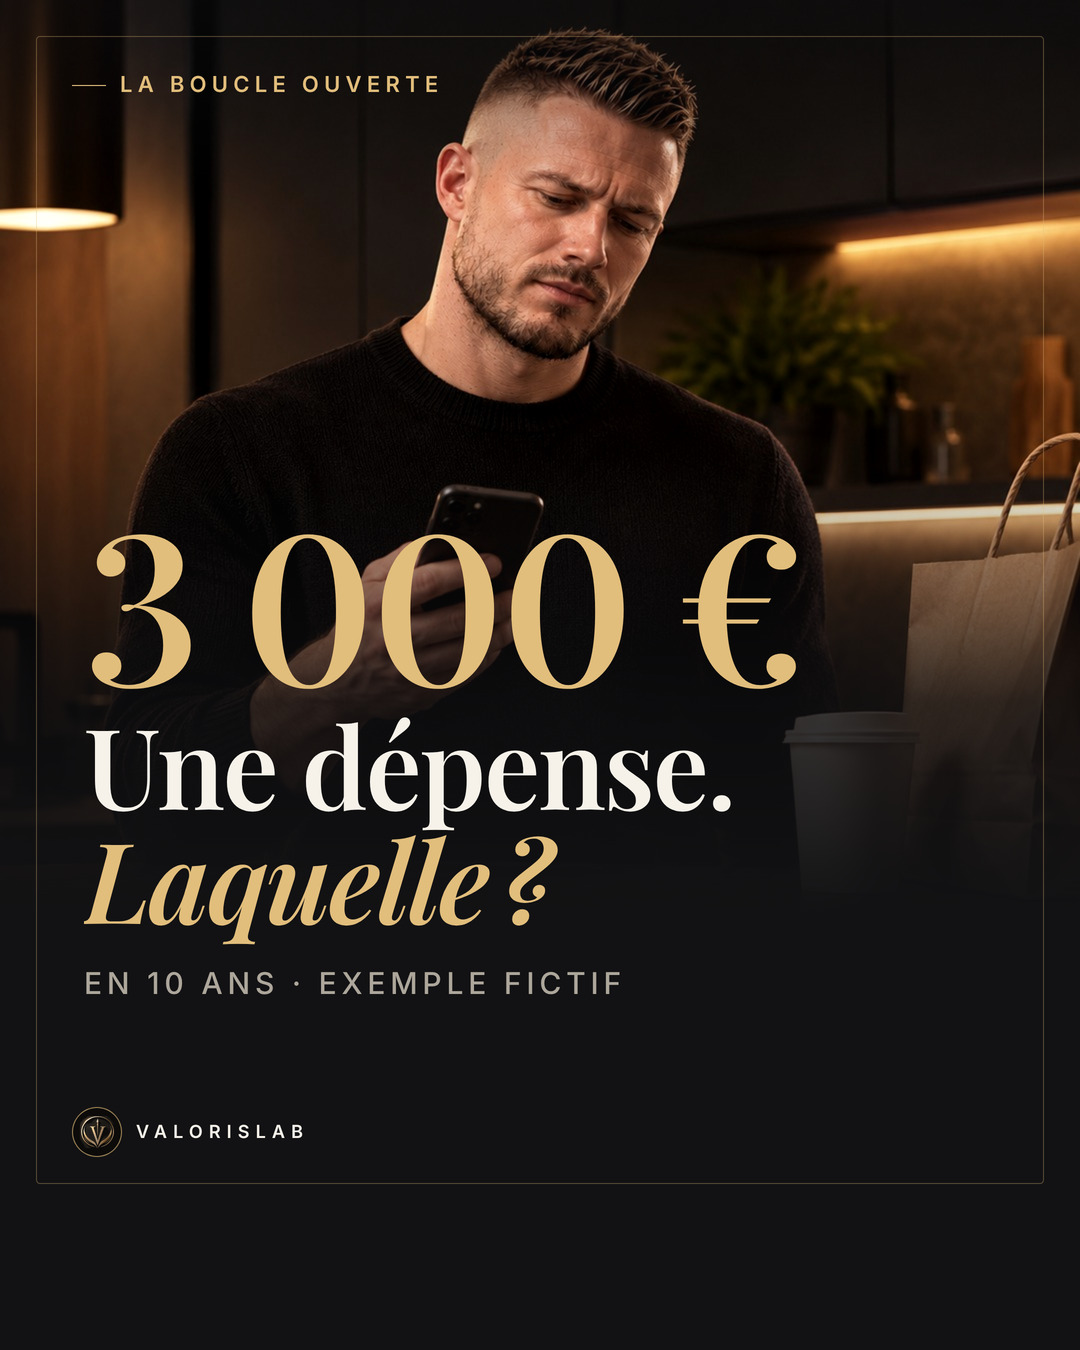 LA BOUCLE OUVERTE
3 000 €
Une dépense.
Laquelle ?
EN 10 ANS · EXEMPLE FICTIF
V
VALORISLAB